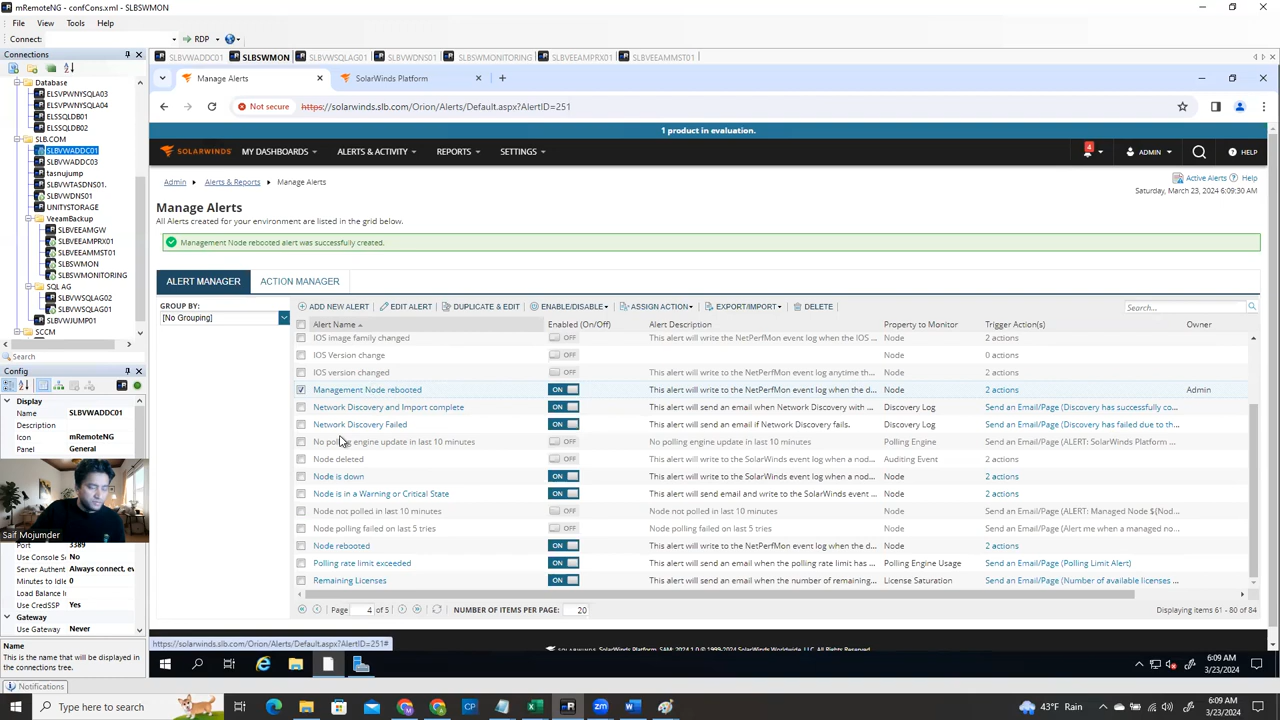 mRemoteNG - confCons.xml - SLBSWMON
File View Tools Help
Connect: RDP
Connections
Database
ELSVPWNYSQLA03
ELSVPWNYSQLA04
ELSSQLDB01
ELSSQLDB02
SLB.COM
SLBVWADDC01
SLBVWADDC03
tasnujump
SLBVWTASDNS01.
SLBVWDNS01
UNITYSTORAGE
VeeamBackup
SLBVEEAMGW
SLBVEEAMPRX01
SLBVEEAMMST01
SLBSWMON
SLBSWMONITORING
SQL AG
SLBVWSQLAG02
SLBVWSQLAG01
SLBVWJUMP01
SCCM
Search
Config
Display
Name SLBVWADDC01
Description
Icon mRemoteNG
Panel General
Saif Mojumder
Port 3389
Use Console S No
Server Authent Always connect, ev
Minutes to Idle 0
Load Balance In
Use CredSSP Yes
Gateway
Use Gateway Never
Name
This is the name that will be displayed in the connections tree.
Notifications
SLBVWADDC01 SLBSWMON SLBVWSQLAG01 SLBVWDNS01 SLBSWMONITORING SLBVEEAMPRX01 SLBVEEAMMST01
Manage Alerts SolarWinds Platform
Not secure https://solarwinds.slb.com/Orion/Alerts/Default.aspx?AlertID=251
1 product in evaluation.
SOLARWINDS MY DASHBOARDS ALERTS & ACTIVITY REPORTS SETTINGS 4 ADMIN HELP
Admin Alerts & Reports Manage Alerts Active Alerts Help
Saturday, March 23, 2024 6:09:30 AM
Manage Alerts
All Alerts created for your environment are listed in the grid below.
Management Node rebooted alert was successfully created.
ALERT MANAGER ACTION MANAGER
GROUP BY:
[No Grouping]
ADD NEW ALERT EDIT ALERT DUPLICATE & EDIT ENABLE/DISABLE ASSIGN ACTION EXPORT/IMPORT DELETE Search...
Alert Name Enabled (On/Off) Alert Description Property to Monitor Trigger Action(s) Owner
IOS image family changed OFF This alert will write the NetPerfMon event log when the IOS ... Node 2 actions
IOS Version change OFF Node 0 actions
IOS version changed OFF This alert will write to the NetPerfMon event log anytime th... Node 2 actions
Management Node rebooted ON This alert will write to the NetPerfMon event log when the d... Node 2 actions Admin
Network Discovery and Import complete ON This alert will send an email when Network Discovery with ... Discovery Log Send an Email/Page (Discovery has successfully co...
Network Discovery Failed ON This alert will send an email if Network Discovery fails. Discovery Log Send an Email/Page (Discovery has failed due to th...
No polling engine update in last 10 minutes OFF No polling engine update in last 10 minutes Polling Engine Send an Email/Page (ALERT: SolarWinds Platform ...
Node deleted OFF This alert will write to the SolarWinds event log when a nod... Auditing Event 2 actions
Node is down ON This alert will write to the SolarWinds event log when a nod... Node 2 actions
Node is in a Warning or Critical State ON This alert will send email and write to the SolarWinds event ... Node 2 actions
Node not polled in last 10 minutes OFF Node not polled in last 10 minutes Node Send an Email/Page (ALERT: Managed Node ${Nod...
Node polling failed on last 5 tries OFF Node polling failed on last 5 tries Node Send an Email/Page (Alert me when a managed no...
Node rebooted ON This alert will write to the NetPerfMon event log when the d... Node 2 actions
Polling rate limit exceeded ON This alert will send an email when the polling rate limit has ... Polling Engine Usage Send an Email/Page (Polling Limit Alert)
Remaining Licenses ON This alert will send an email when the number of remaining... License Saturation Send an Email/Page (Number of available licenses ...
Page 4 of 5 NUMBER OF ITEMS PER PAGE: 20 Displaying items 61 - 80 of 84
https://solarwinds.slb.com/Orion/Alerts/Default.aspx?AlertID=251#
6:09 AM
3/23/2024
Type here to search 43°F Rain 6:09 AM
3/23/2024